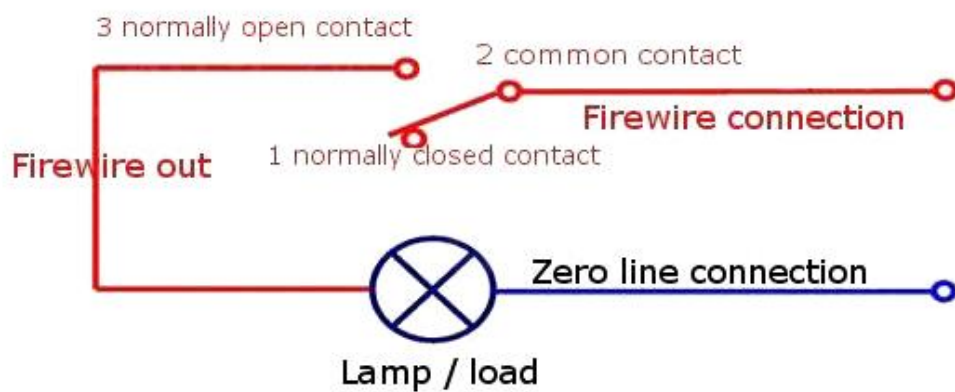 3 normally open contact
2 common contact
Firewire connection
1 normally closed contact
Firewire out
Zero line connection
Lamp / load